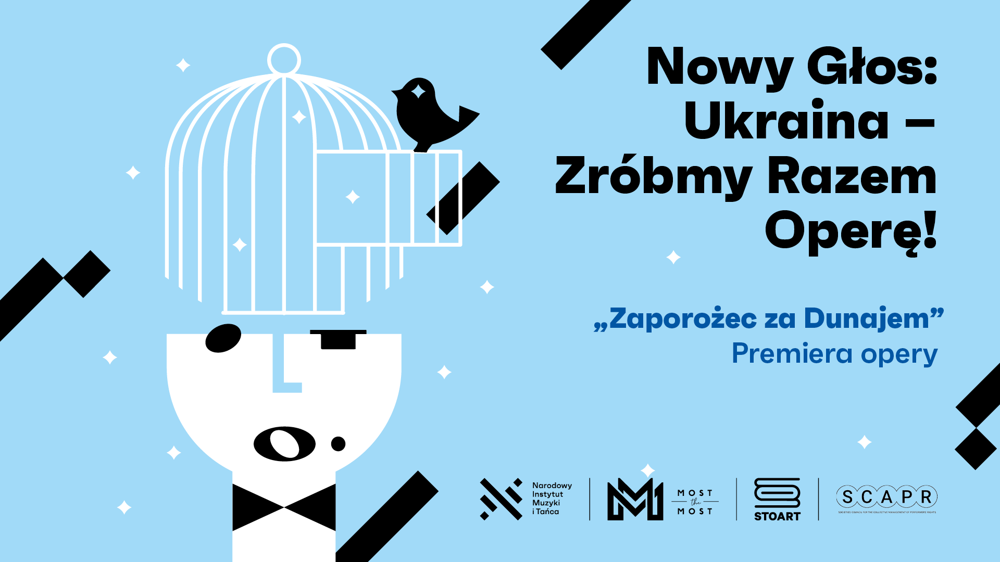 Nowy Głos:
Ukraina –
Zróbmy Razem
Operę!
„Zaporożec za Dunajem”
Premiera opery
Narodowy
Instytut
Muzyki
i Tańca
MOST
the
MOST
STOART
SCAPR
SOCIETIES' COUNCIL FOR THE COLLECTIVE MANAGEMENT OF PERFORMERS' RIGHTS